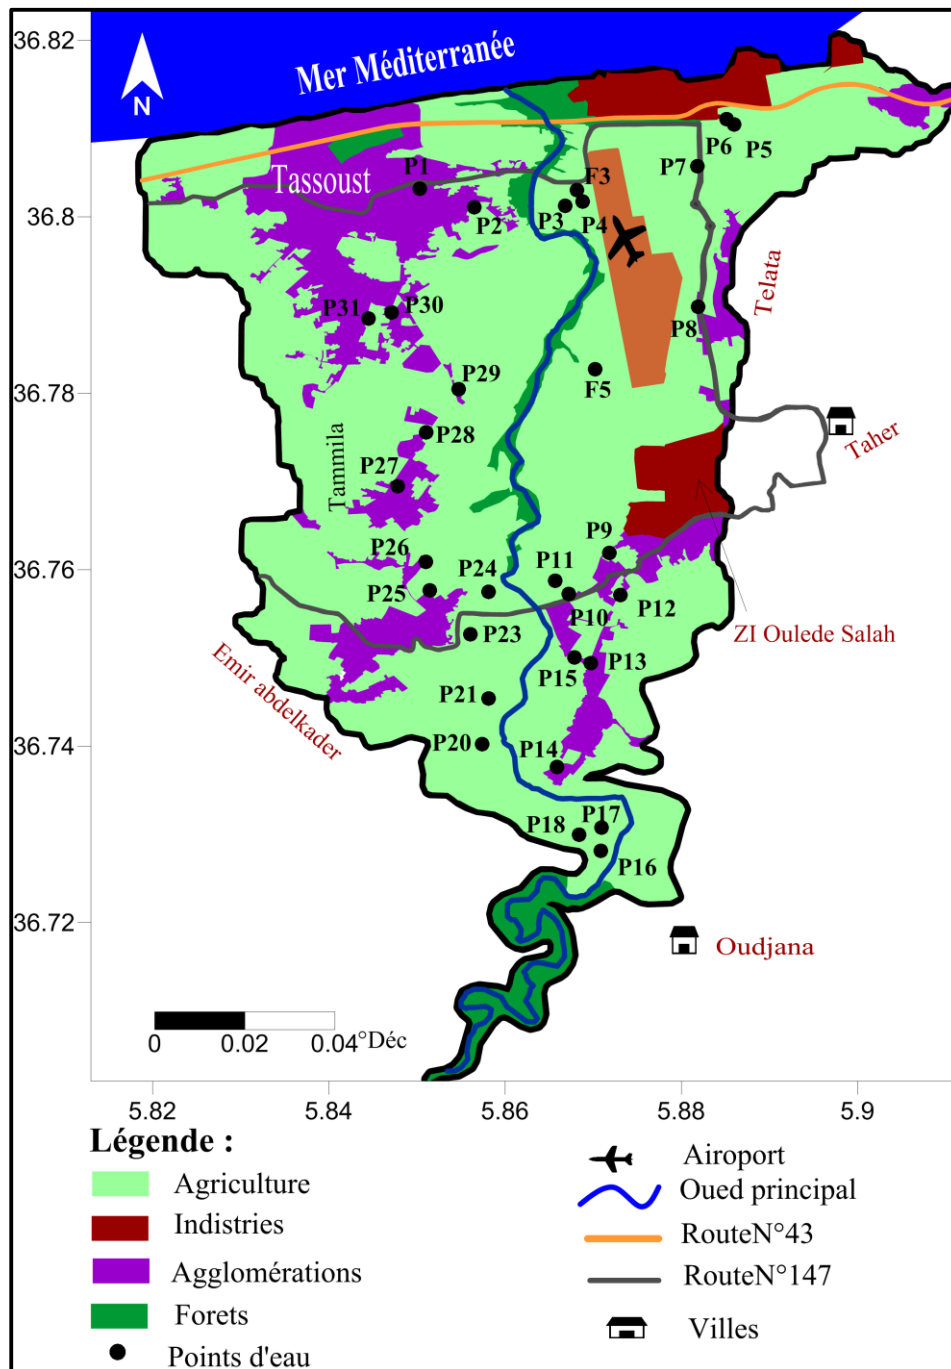 36.82
Mer Méditerranée
N
P6
P5
P7
P1
F3
Tassoust
36.8
P2
P3
P4
Telata
P31
P30
P8
P29
36.78
F5
P28
Tammila
Taher
P27
P9
P26
P11
36.76
P24
P25
P10
P12
P23
ZI Oulede Salah
Emir abdelkader
P15
P13
P21
36.74
P20
P14
P17
P18
P16
36.72
Oudjana
0
0.02
0.04
°Déc
5.82
5.84
5.86
5.88
5.9
Légende :
Agriculture
Indistries
Agglomérations
Forets
Points d'eau
Airoport
Oued principal
RouteN°43
RouteN°147
Villes